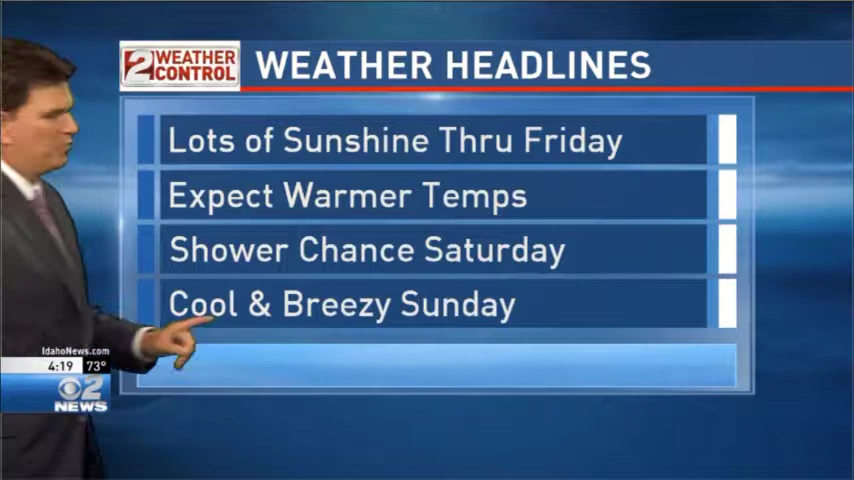 2 WEATHER CONTROL
WEATHER HEADLINES
Lots of Sunshine Thru Friday
Expect Warmer Temps
Shower Chance Saturday
Cool & Breezy Sunday
IdahoNews.com
4:19 73°
2
NEWS